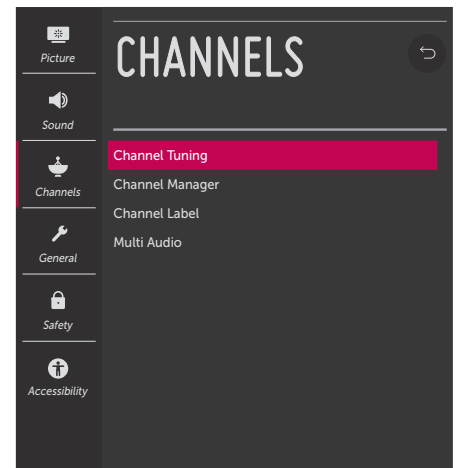 Picture
Sound
Channels
General
Safety
Accessibility
CHANNELS
Channel Tuning
Channel Manager
Channel Label
Multi Audio